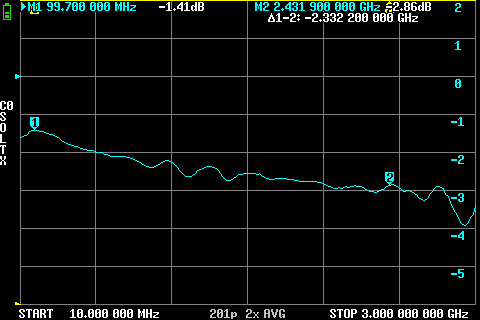 M1 99.700 000 MHz -1.41dB M2 2.431 900 000 GHz -2.86dB 2
Δ1-2: -2.332 200 000 GHz
1
0
C0
S
O
L
T
-1
1
-2
2
-3
-4
-5
START 10.000 000 MHz 201p 2x AVG STOP 3.000 000 000 GHz